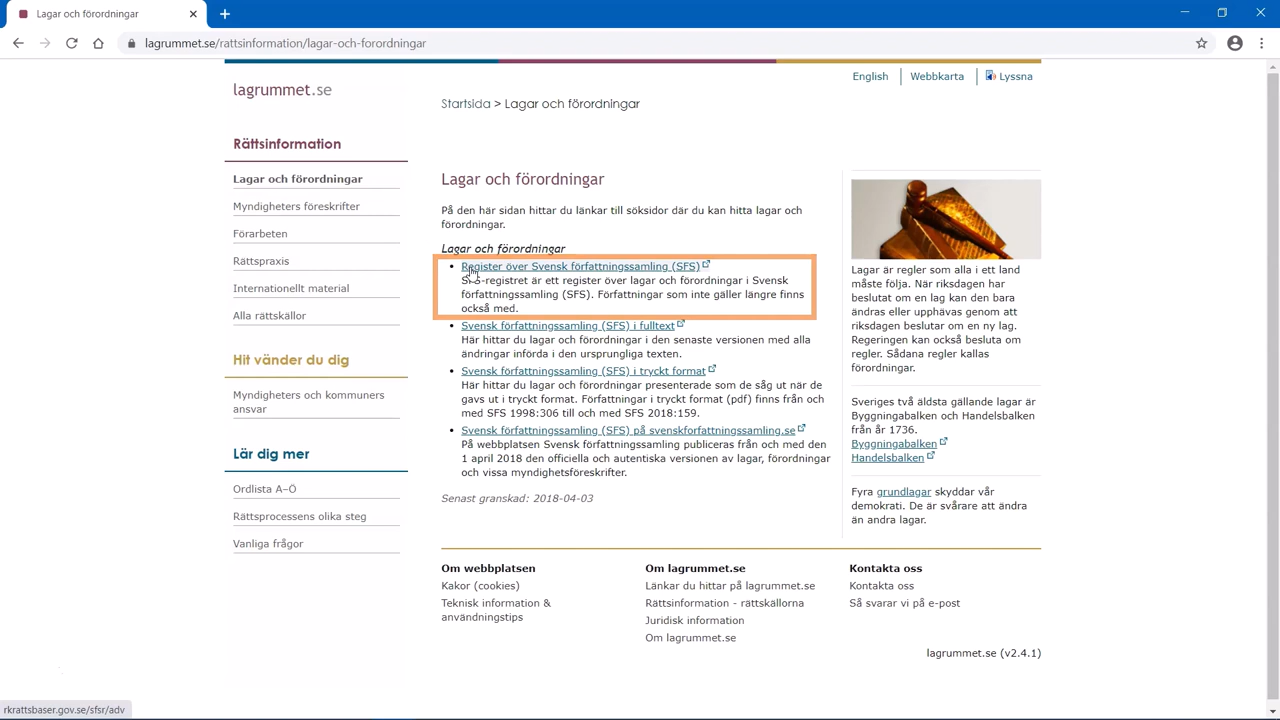 Lagar och förordningar
lagrummet.se/rattsinformation/lagar-och-forordningar
English
Webbkarta
Lyssna
lagrummet.se
Startsida > Lagar och förordningar
Rättsinformation
Lagar och förordningar
Myndigheters föreskrifter
Förarbeten
Rättspraxis
Internationellt material
Alla rättskällor
Hit vänder du dig
Myndigheters och kommuners
ansvar
Lär dig mer
Ordlista A–Ö
Rättsprocessens olika steg
Vanliga frågor
Lagar och förordningar
På den här sidan hittar du länkar till söksidor där du kan hitta lagar och
förordningar.
Lagar och förordningar
Register över Svensk författningssamling (SFS)
SFS-registret är ett register över lagar och förordningar i Svensk
författningssamling (SFS). Författningar som inte gäller längre finns
också med.
Svensk författningssamling (SFS) i fulltext
Här hittar du lagar och förordningar i den senaste versionen med alla
ändringar införda i den ursprungliga texten.
Svensk författningssamling (SFS) i tryckt format
Här hittar du lagar och förordningar presenterade som de såg ut när de
gavs ut i tryckt format. Författningar i tryckt format (pdf) finns från och
med SFS 1998:306 till och med SFS 2018:159.
Svensk författningssamling (SFS) på svenskforfattningssamling.se
På webbplatsen Svensk författningssamling publiceras från och med den
1 april 2018 den officiella och autentiska versionen av lagar, förordningar
och vissa myndighetsföreskrifter.
Senast granskad: 2018-04-03
Lagar är regler som alla i ett land
måste följa. När riksdagen har
beslutat om en lag kan den bara
ändras eller upphävas genom att
riksdagen beslutar om en ny lag.
Regeringen kan också besluta om
regler. Sådana regler kallas
förordningar.
Sveriges två äldsta gällande lagar är
Byggningabalken och Handelsbalken
från år 1736.
Byggningabalken
Handelsbalken
Fyra grundlagar skyddar vår
demokrati. De är svårare att ändra
än andra lagar.
Om webbplatsen
Kakor (cookies)
Teknisk information &
användningstips
Om lagrummet.se
Länkar du hittar på lagrummet.se
Rättsinformation - rättskällorna
Juridisk information
Om lagrummet.se
Kontakta oss
Kontakta oss
Så svarar vi på e-post
lagrummet.se (v2.4.1)
rkrattsbaser.gov.se/sfsr/adv